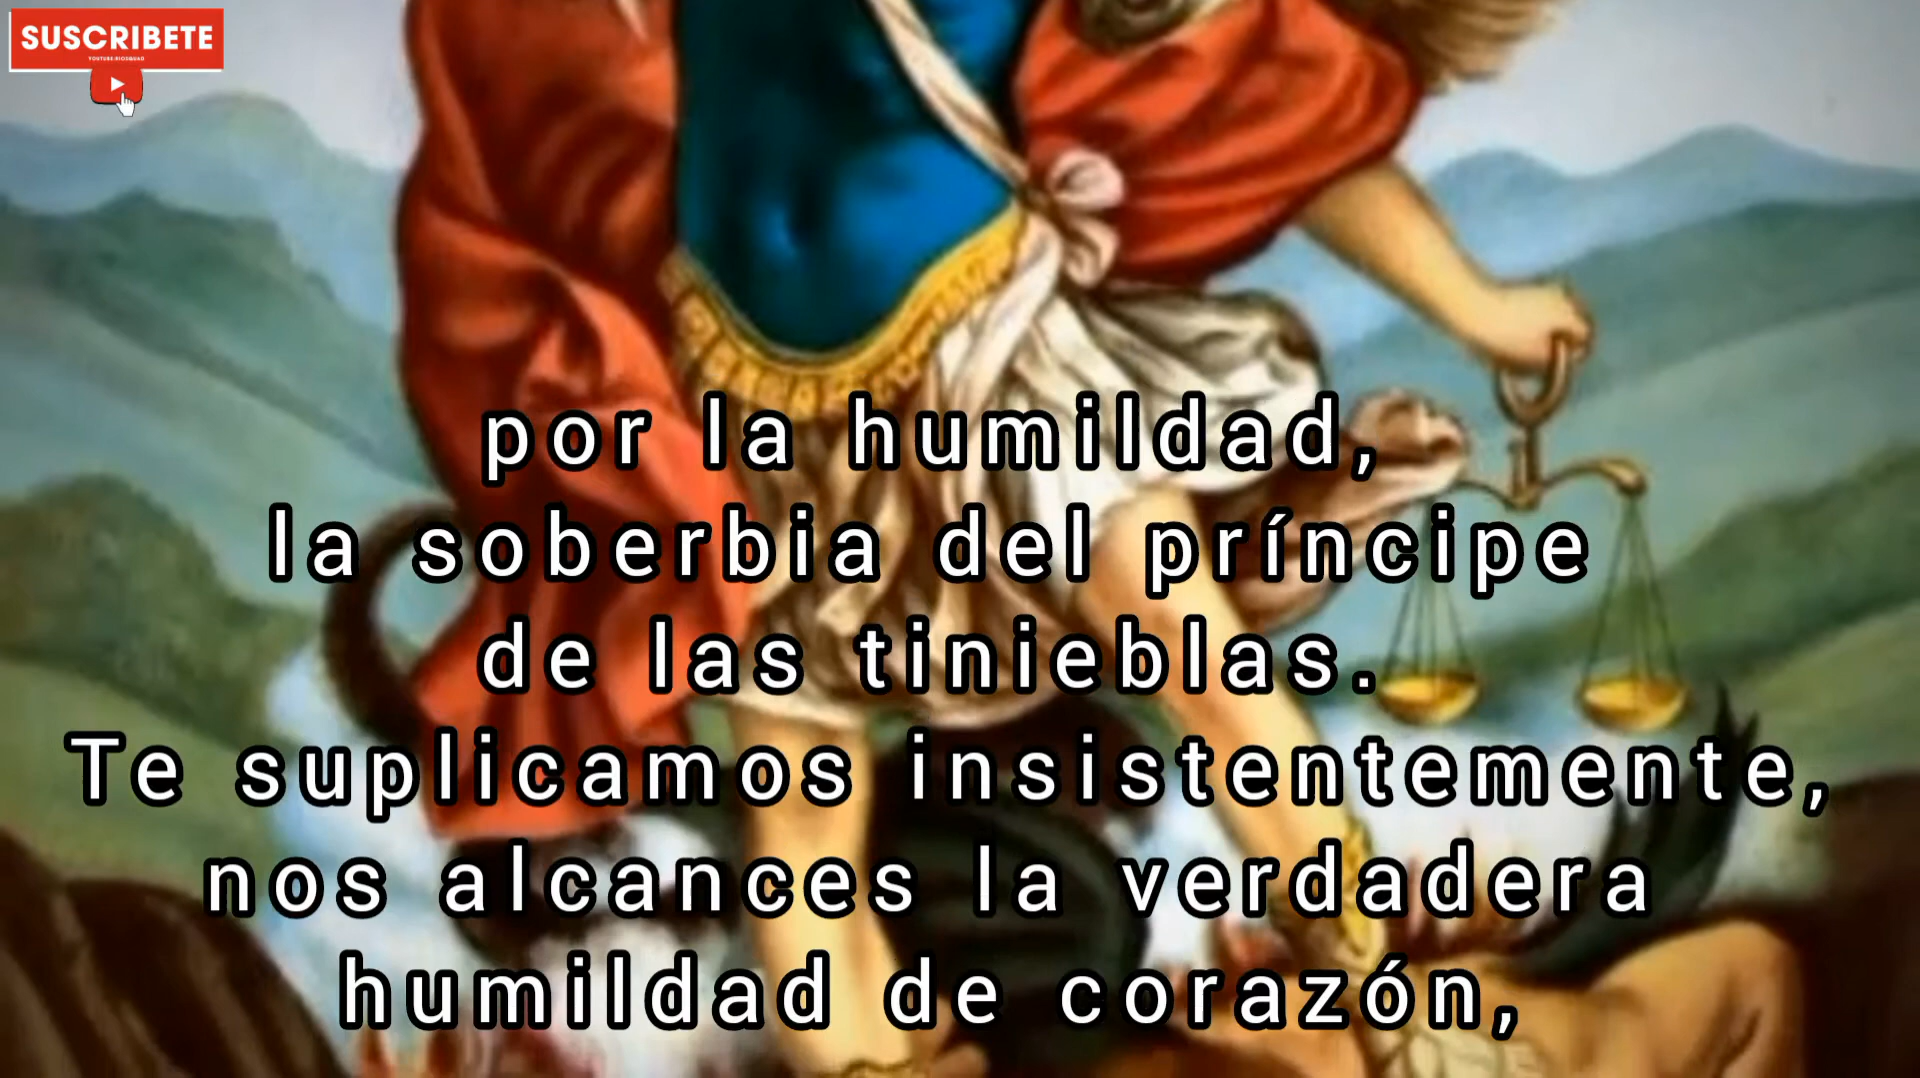 SUSCRIBETE
por la humildad,
la soberbia del príncipe
de las tinieblas.
Te suplicamos insistentemente,
nos alcances la verdadera
humildad de corazón,